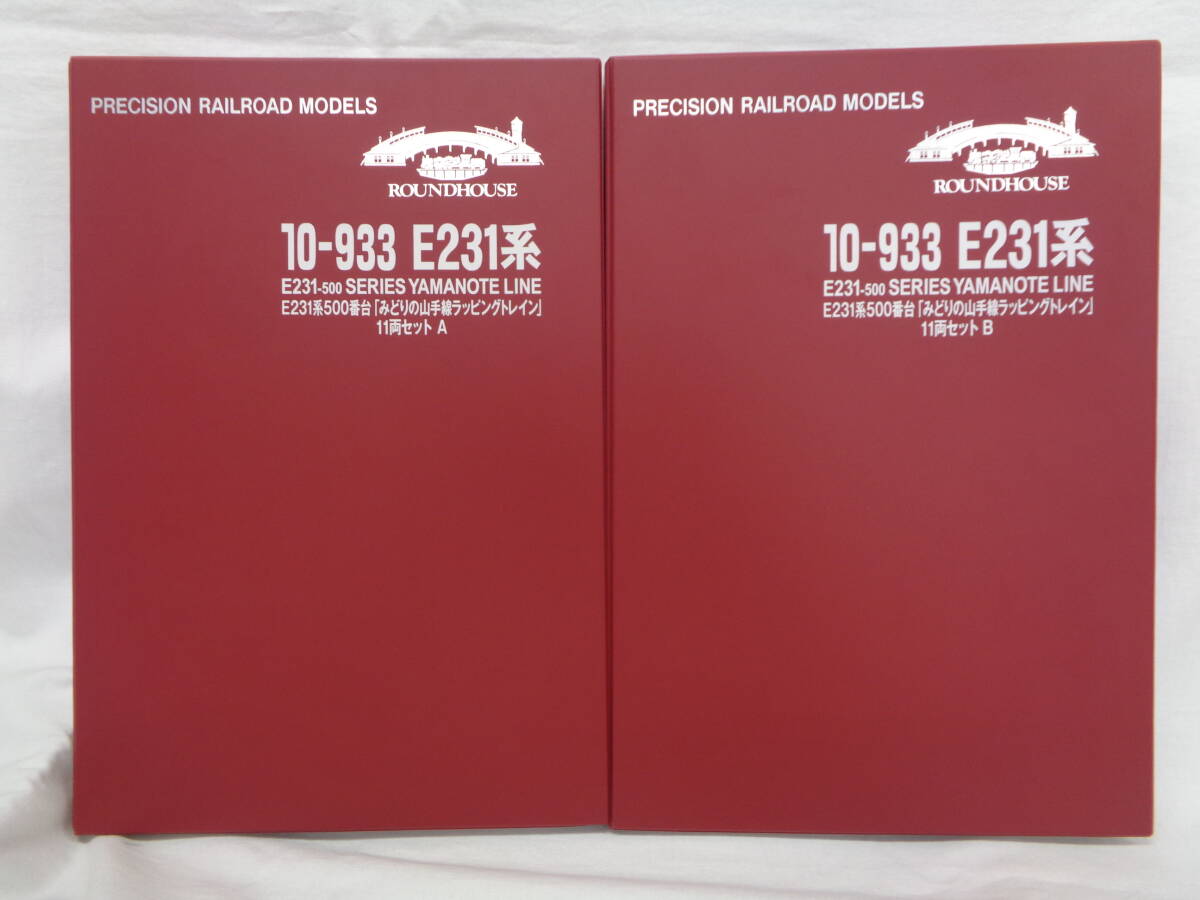 PRECISION RAILROAD MODELS
ROUNDHOUSE
10-933 E231系
E231-500 SERIES YAMANOTE LINE
E231系500番台「みどりの山手線ラッピングトレイン」
11両セット A
PRECISION RAILROAD MODELS
ROUNDHOUSE
10-933 E231系
E231-500 SERIES YAMANOTE LINE
E231系500番台「みどりの山手線ラッピングトレイン」
11両セット B